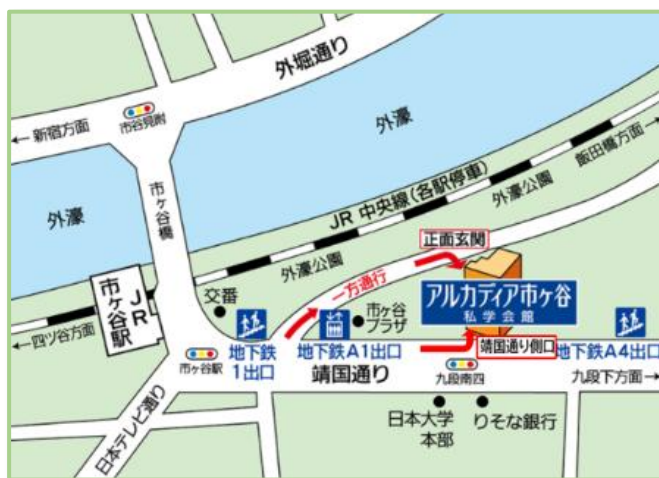 外堀通り
←新宿方面
市谷見附
外濠
飯田橋方面→
外濠公園
JR 中央線(各駅停車)
市ヶ谷橋
外濠
外濠公園
正面玄関
一方通行
JR
市ヶ谷駅
交番
市ヶ谷
プラザ
アルカディア市ヶ谷
私学会館
←四ツ谷方面
地下鉄
1出口
地下鉄A1出口
靖国通り側口
地下鉄A4出口
市ヶ谷駅
靖国通り
九段南四
九段下方面→
日本テレビ通り
日本大学
本部
りそな銀行